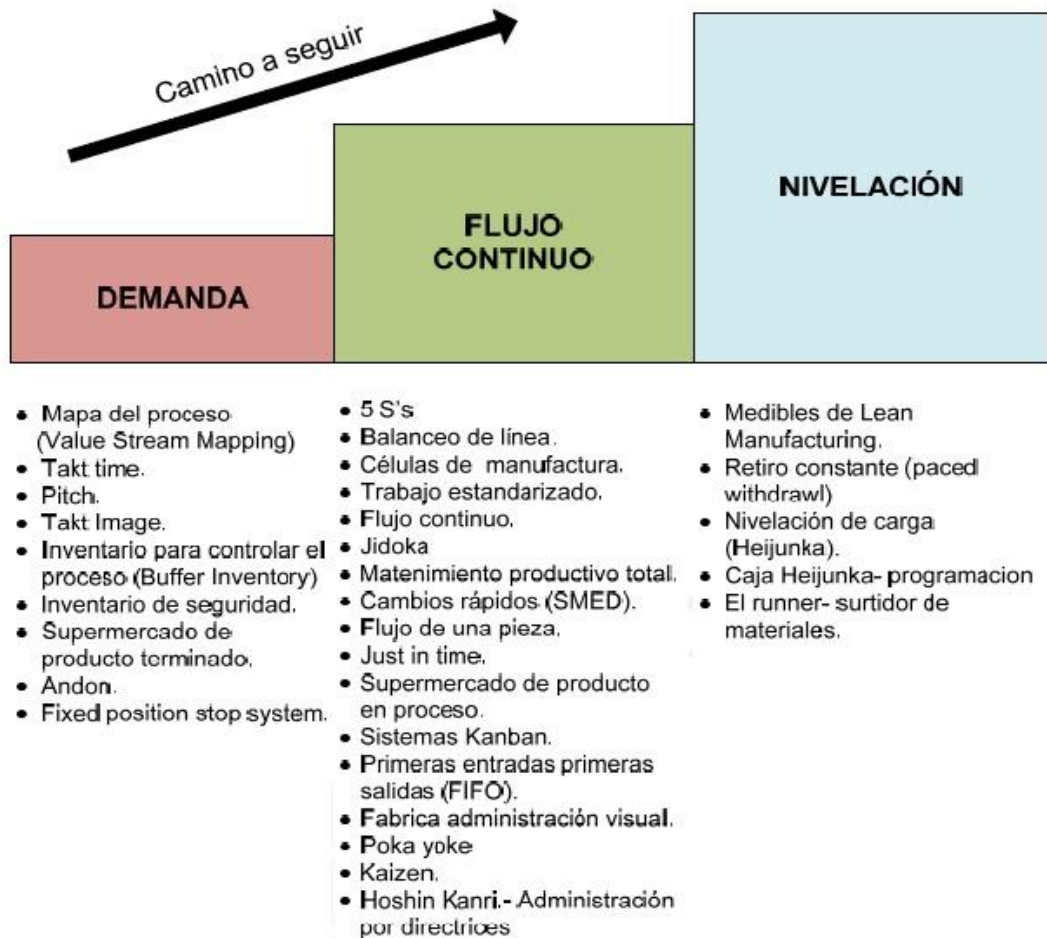 Camino a seguir
DEMANDA
FLUJO
CONTINUO
NIVELACIÓN
• Mapa del proceso
(Value Stream Mapping)
• Takt time.
• Pitch.
• Takt Image.
• Inventario para controlar el
proceso (Buffer Inventory)
• Inventario de seguridad.
• Supermercado de
producto terminado.
• Andon.
• Fixed position stop system.
• 5 S's
• Balanceo de línea.
• Células de manufactura.
• Trabajo estandarizado.
• Flujo continuo.
• Jidoka
• Matenimiento productivo total.
• Cambios rápidos (SMED).
• Flujo de una pieza.
• Just in time.
• Supermercado de producto
en proceso.
• Sistemas Kanban.
• Primeras entradas primeras
salidas (FIFO).
• Fabrica administración visual.
• Poka yoke
• Kaizen.
• Hoshin Kanri.- Administración
por directrices
• Medibles de Lean
Manufacturing.
• Retiro constante (paced
withdrawl)
• Nivelación de carga
(Heijunka).
• Caja Heijunka- programacion
• El runner- surtidor de
materiales.